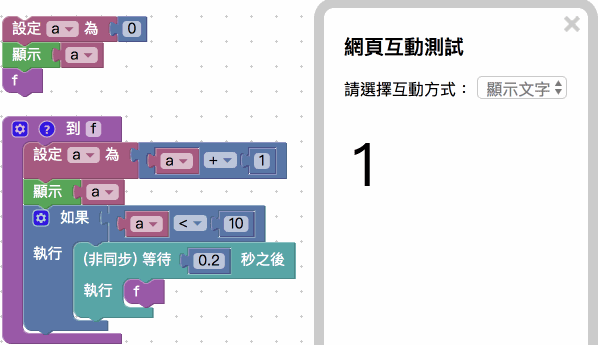 設定 a 為 0
顯示 a
f
? 到 f
設定 a 為 a + 1
顯示 a
如果 a < 10
執行 (非同步) 等待 0.2 秒之後
執行 f
×
網頁互動測試
請選擇互動方式： 顯示文字
1